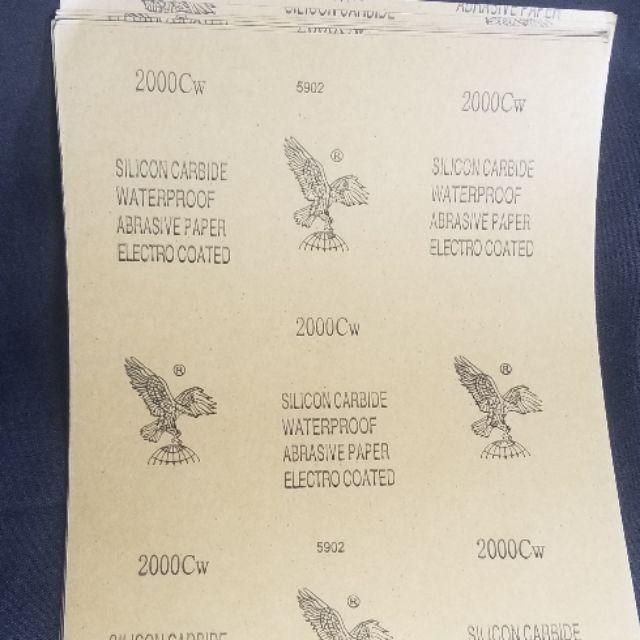 SILICON CARBIDE
ABRASIVE PAPER
2000Cw
2000Cw
5902
2000Cw
®
SILICON CARBIDE
WATERPROOF
ABRASIVE PAPER
ELECTRO COATED
SILICON CARBIDE
WATERPROOF
ABRASIVE PAPER
ELECTRO COATED
2000Cw
®
®
SILICON CARBIDE
WATERPROOF
ABRASIVE PAPER
ELECTRO COATED
5902
2000Cw
2000Cw
®
SILICON CARBIDE
SILICON CARBIDE